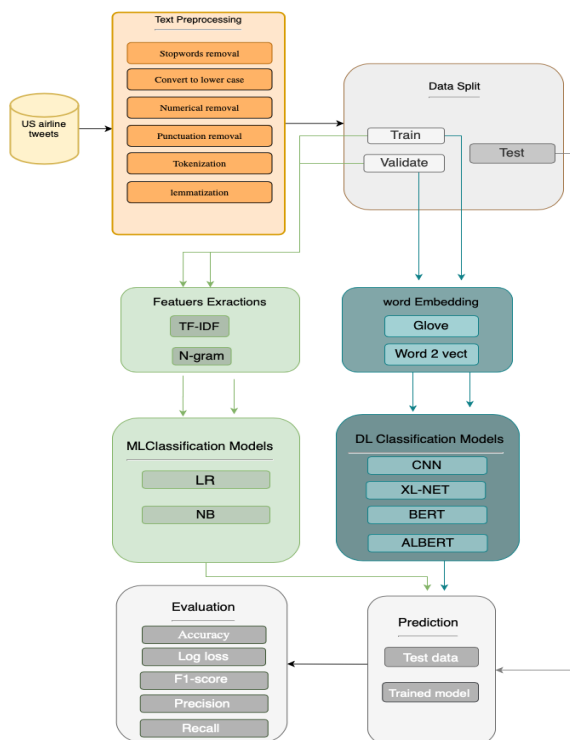 Text Preprocessing
Stopwords removal
Convert to lower case
Numerical removal
Punctuation removal
Tokenization
lemmatization
US airline
tweets
Data Split
Train
Validate
Test
Featuers Exractions
TF-IDF
N-gram
word Embedding
Glove
Word 2 vect
MLClassification Models
LR
NB
DL Classification Models
CNN
XL-NET
BERT
ALBERT
Evaluation
Accuracy
Log loss
F1-score
Precision
Recall
Prediction
Test data
Trained model